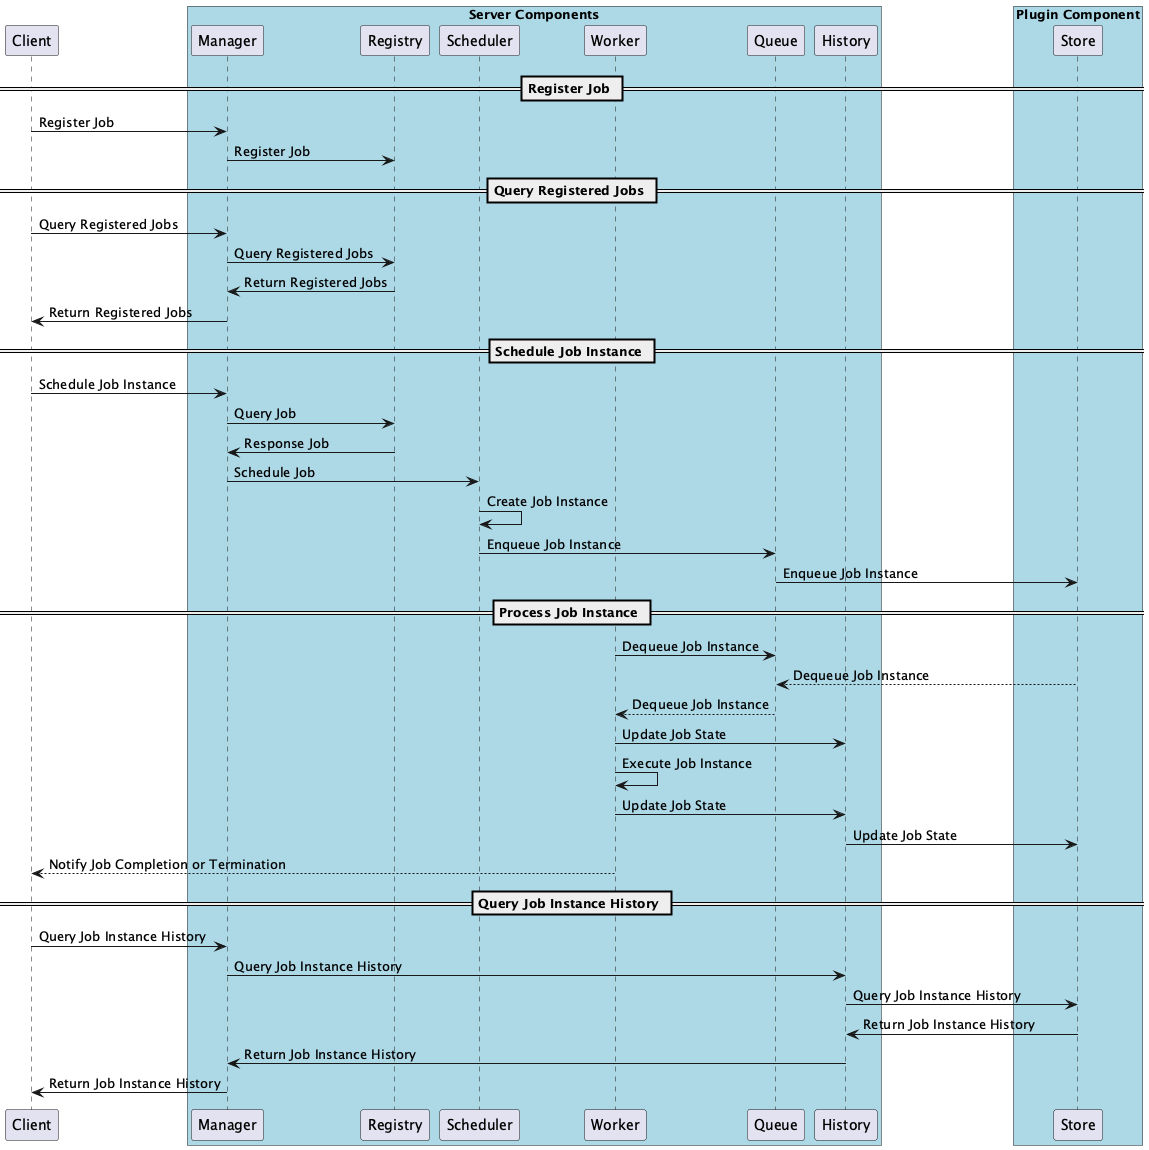 Server Components
Plugin Component
Client
Manager
Registry
Scheduler
Worker
Queue
History
Store
Register Job
Register Job
Register Job
Query Registered Jobs
Query Registered Jobs
Query Registered Jobs
Return Registered Jobs
Return Registered Jobs
Schedule Job Instance
Schedule Job Instance
Query Job
Response Job
Schedule Job
Create Job Instance
Enqueue Job Instance
Enqueue Job Instance
Process Job Instance
Dequeue Job Instance
Dequeue Job Instance
Dequeue Job Instance
Update Job State
Execute Job Instance
Update Job State
Update Job State
Notify Job Completion or Termination
Query Job Instance History
Query Job Instance History
Query Job Instance History
Query Job Instance History
Return Job Instance History
Return Job Instance History
Return Job Instance History
Client
Manager
Registry
Scheduler
Worker
Queue
History
Store